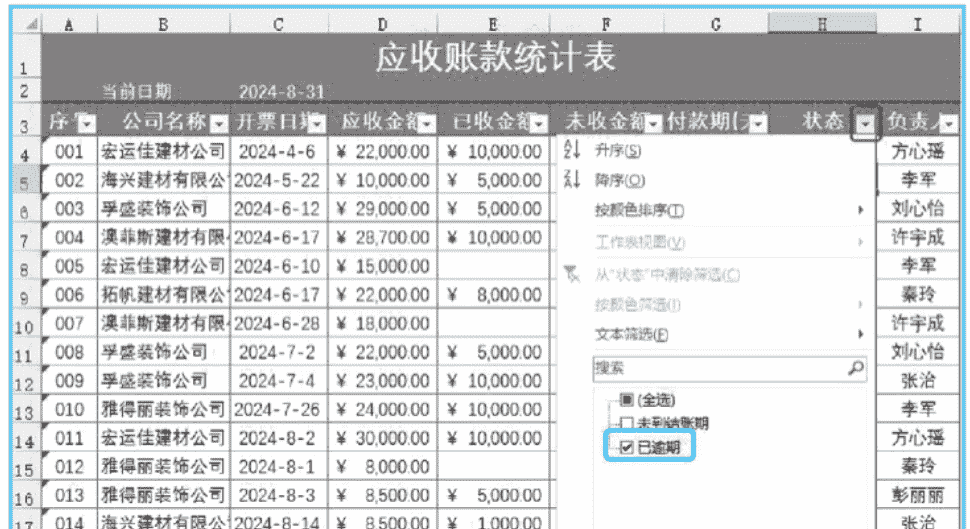 A B C D E F G H I
1 应收账款统计表
2 当前日期 2024-8-31
3 序 公司名称 开票日期 应收金额 已收金额 未收金额 付款期(天 状态 负责人
4 001 宏运佳建材公司 2024-4-6 ¥ 22,000.00 ¥ 10,000.00 方心瑶
5 002 海兴建材有限公 2024-5-22 ¥ 10,000.00 ¥ 5,000.00 李军
6 003 孚盛装饰公司 2024-6-12 ¥ 29,000.00 ¥ 5,000.00 刘心怡
7 004 澳菲斯建材有限 2024-6-17 ¥ 28,700.00 ¥ 10,000.00 许宇成
8 005 宏运佳建材公司 2024-6-10 ¥ 15,000.00 李军
9 006 拓帆建材有限公 2024-6-17 ¥ 22,000.00 ¥ 8,000.00 秦玲
10 007 澳菲斯建材有限 2024-6-28 ¥ 18,000.00 许宇成
11 008 孚盛装饰公司 2024-7-2 ¥ 22,000.00 ¥ 5,000.00 刘心怡
12 009 孚盛装饰公司 2024-7-4 ¥ 23,000.00 ¥ 10,000.00 张治
13 010 雅得丽装饰公司 2024-7-26 ¥ 24,000.00 ¥ 10,000.00 李军
14 011 宏运佳建材公司 2024-8-2 ¥ 30,000.00 ¥ 10,000.00 方心瑶
15 012 雅得丽装饰公司 2024-8-1 ¥ 8,000.00 秦玲
16 013 雅得丽装饰公司 2024-8-3 ¥ 8,500.00 ¥ 5,000.00 彭丽丽
17 014 海兴建材有限公 2024-8-14 ¥ 8,500.00 ¥ 1,000.00 张治
升序(S)
降序(O)
按颜色排序(T)
工作表视图(V)
从"状态"中清除筛选(C)
按颜色筛选(I)
文本筛选(F)
搜索
(全选)
未到结账期
已逾期